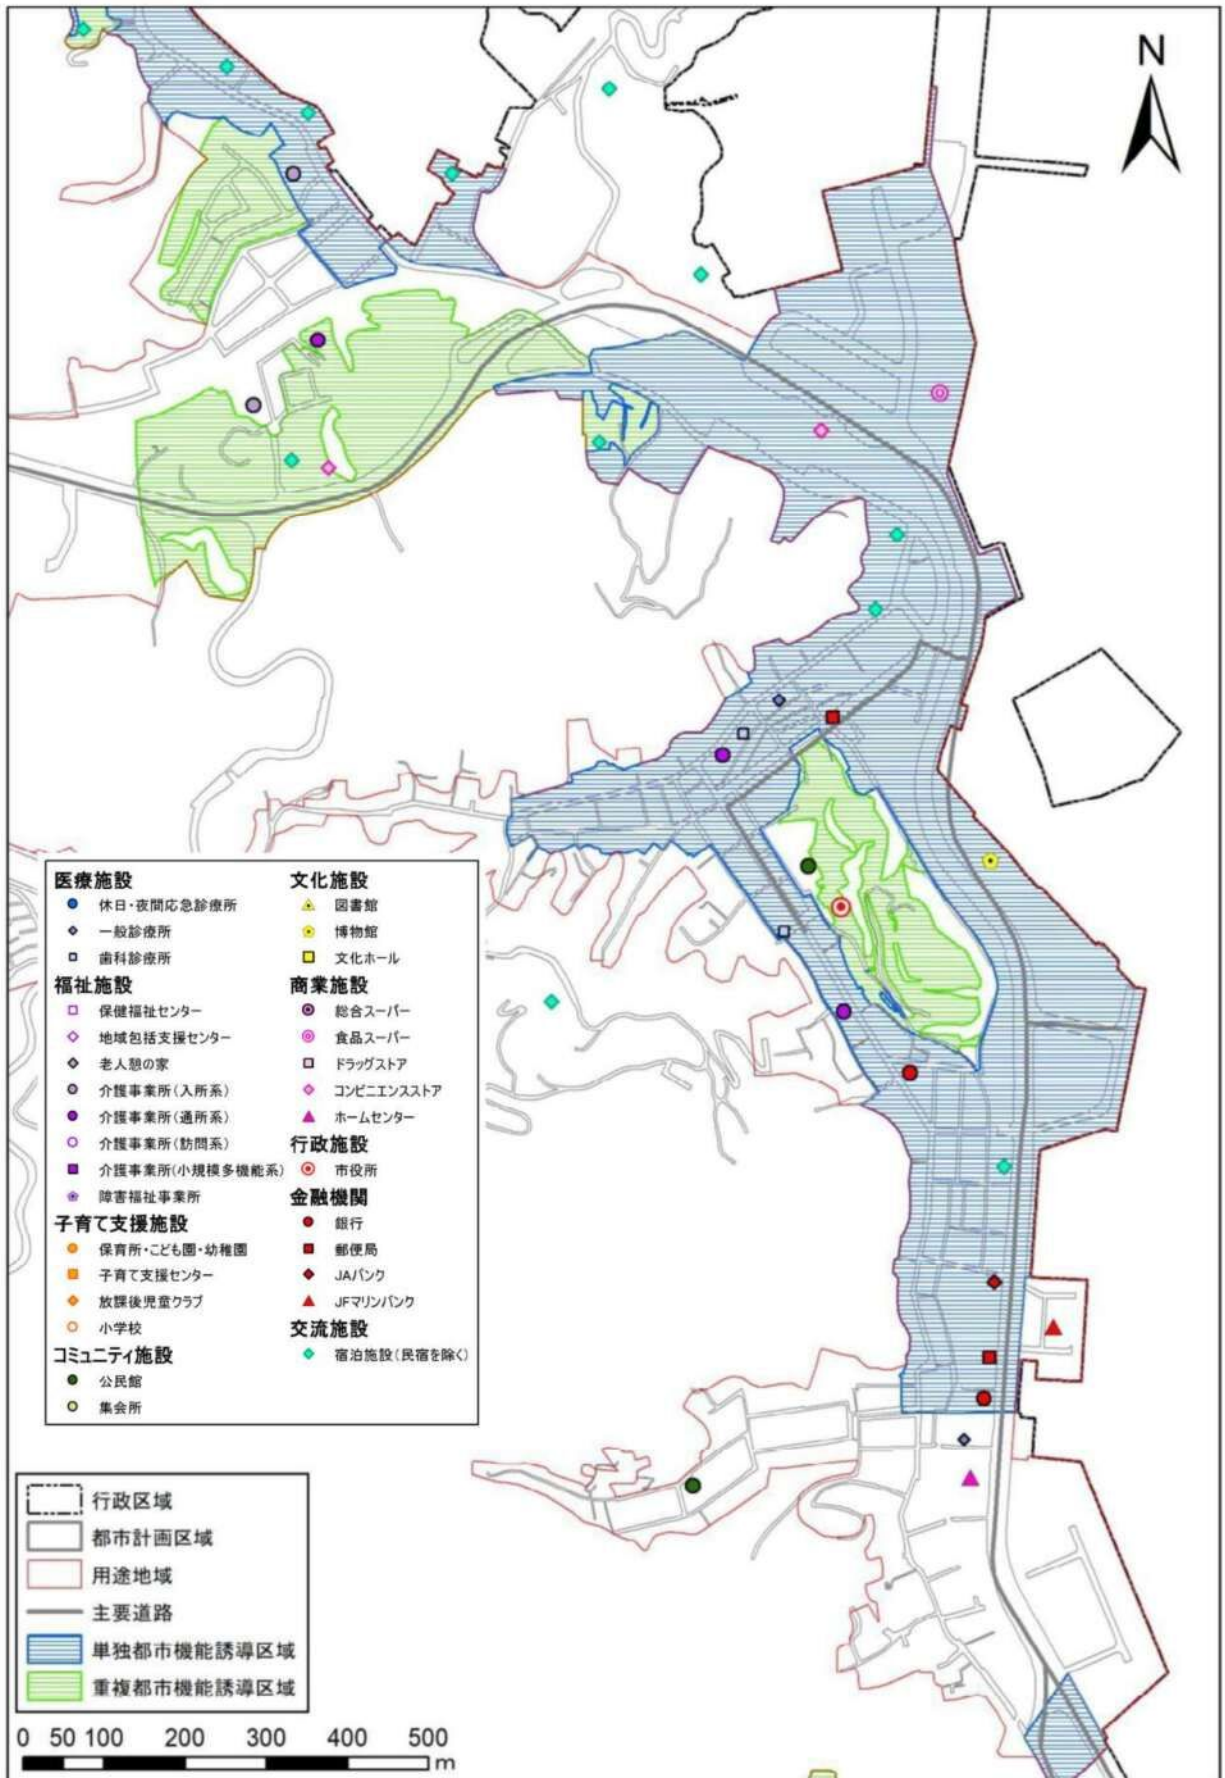 N
医療施設
休日・夜間応急診療所
一般診療所
歯科診療所
福祉施設
保健福祉センター
地域包括支援センター
老人憩の家
介護事業所(入所系)
介護事業所(通所系)
介護事業所(訪問系)
介護事業所(小規模多機能系)
障害福祉事業所
子育て支援施設
保育所・こども園・幼稚園
子育て支援センター
放課後児童クラブ
小学校
コミュニティ施設
公民館
集会所
文化施設
図書館
博物館
文化ホール
商業施設
総合スーパー
食品スーパー
ドラッグストア
コンビニエンスストア
ホームセンター
行政施設
市役所
金融機関
銀行
郵便局
JAバンク
JFマリンバンク
交流施設
宿泊施設(民宿を除く)
行政区域
都市計画区域
用途地域
主要道路
単独都市機能誘導区域
重複都市機能誘導区域
0 50 100 200 300 400 500
m